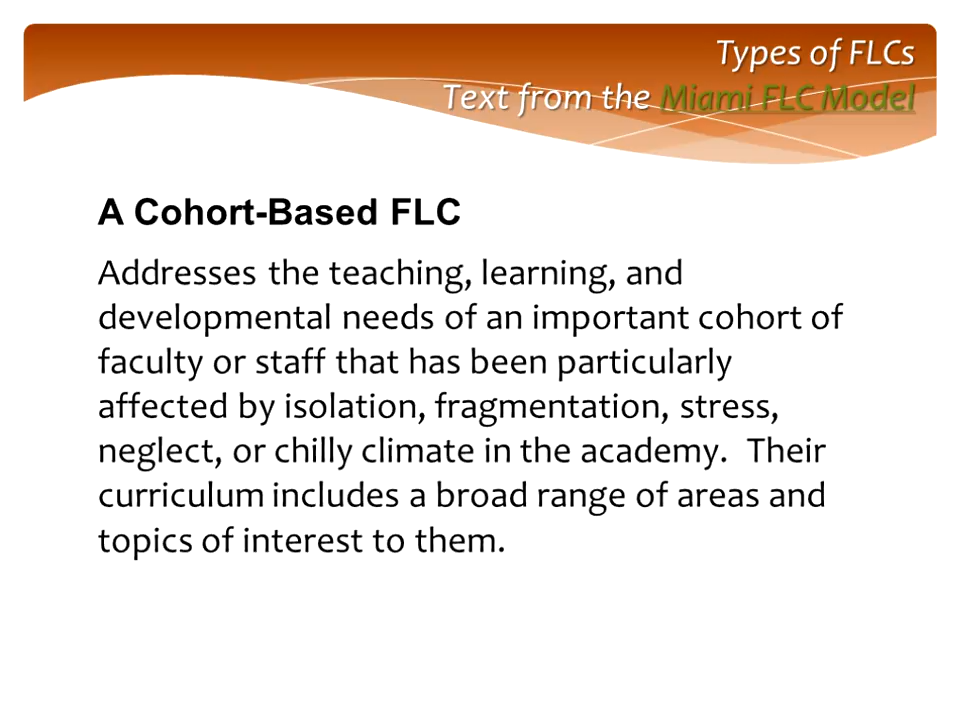 Types of FLCs
Text from the Miami FLC Model
A Cohort-Based FLC
Addresses the teaching, learning, and
developmental needs of an important cohort of
faculty or staff that has been particularly
affected by isolation, fragmentation, stress,
neglect, or chilly climate in the academy.  Their
curriculum includes a broad range of areas and
topics of interest to them.